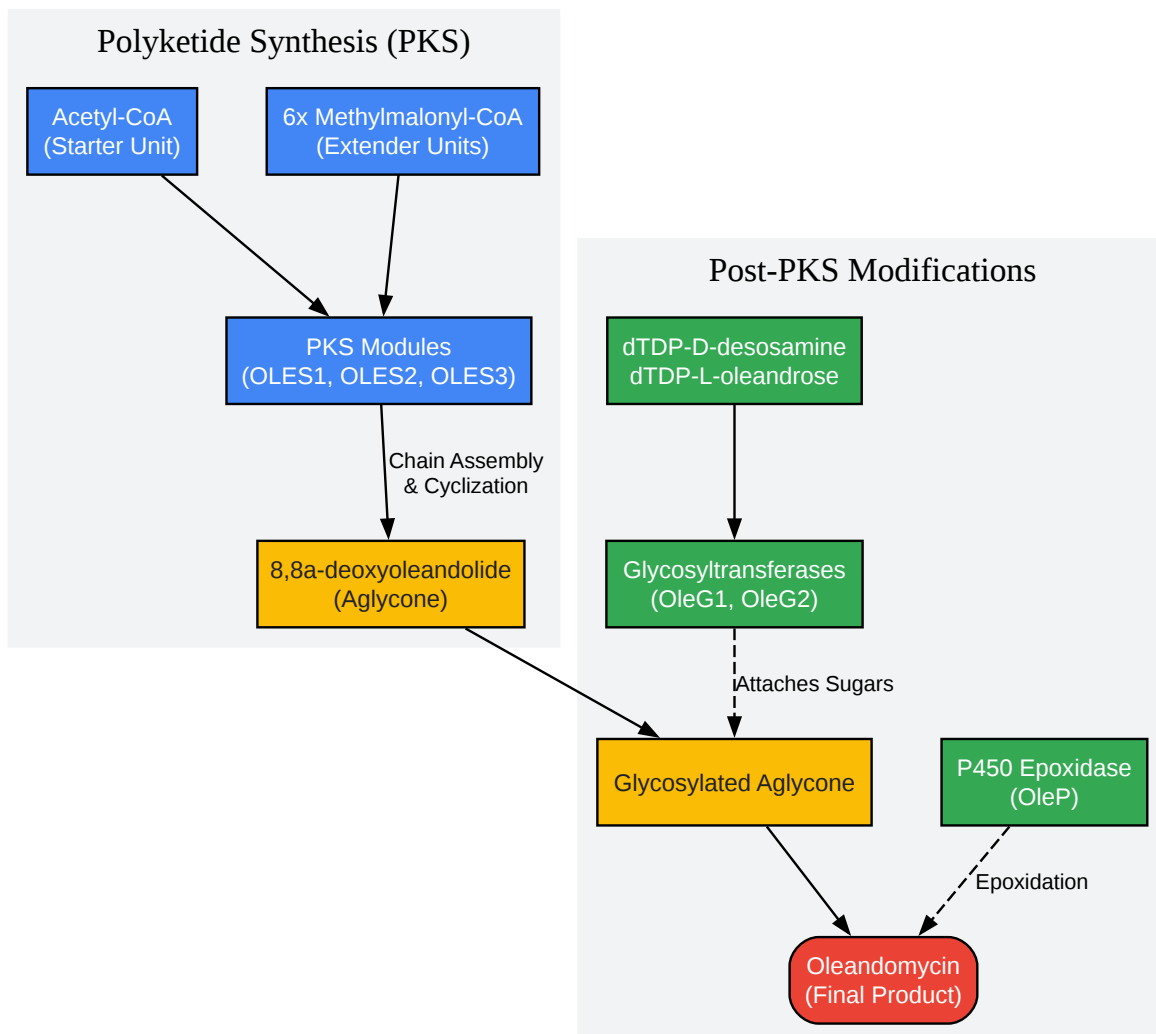 Polyketide Synthesis (PKS)
Acetyl-CoA
(Starter Unit)
6x Methylmalonyl-CoA
(Extender Units)
PKS Modules
(OLES1, OLES2, OLES3)
Chain Assembly
& Cyclization
8,8a-deoxyoleandolide
(Aglycone)
Post-PKS Modifications
dTDP-D-desosamine
dTDP-L-oleandrose
Glycosyltransferases
(OleG1, OleG2)
Attaches Sugars
Glycosylated Aglycone
P450 Epoxidase
(OleP)
Epoxidation
Oleandomycin
(Final Product)